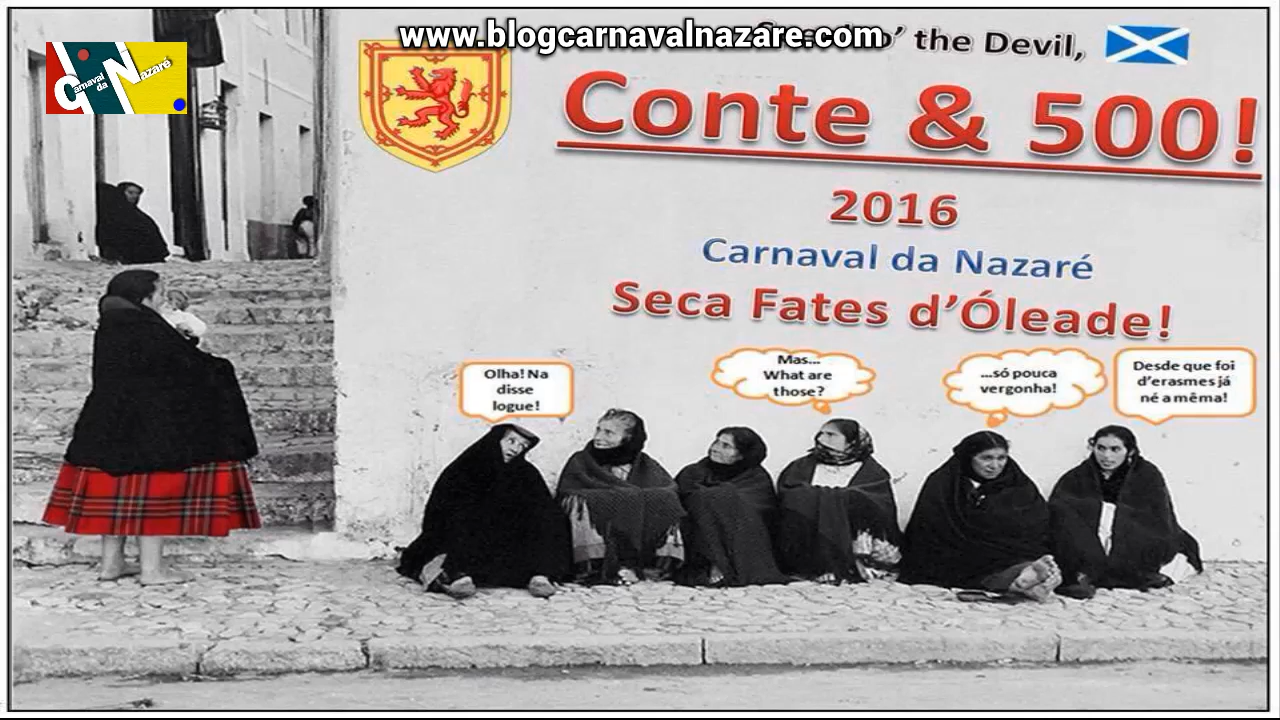 www.blogcarnavalnazare.com
Carnaval
da
Nazaré
the Devil,
Conte & 500!
2016
Carnaval da Nazaré
Seca Fates d'Óleade!
Olha! Na
disse
logue!
Mas...
What are
those?
...só pouca
vergonha!
Desde que foi
d'erasmes já
né a mêma!